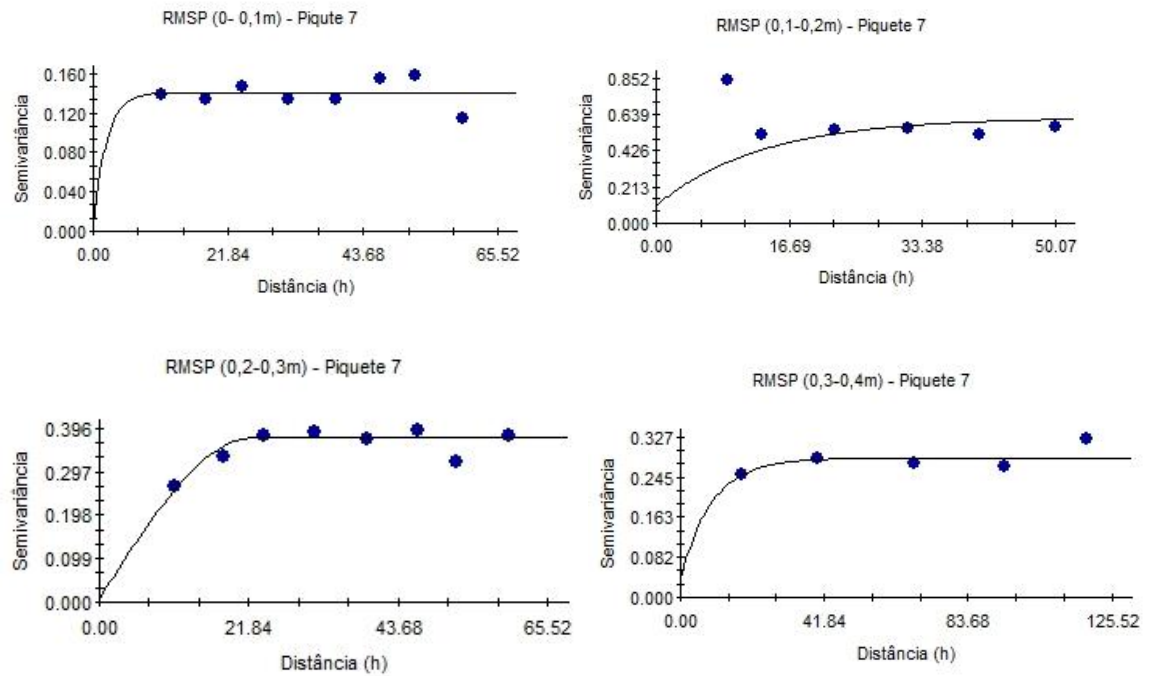 RMSP (0- 0,1m) - Piqute 7
Semivariância
0.160
0.120
0.080
0.040
0.000
0.00 21.84 43.68 65.52
Distância (h)
RMSP (0,1-0,2m) - Piquete 7
Semivariância
0.852
0.639
0.426
0.213
0.000
0.00 16.69 33.38 50.07
Distância (h)
RMSP (0,2-0,3m) - Piquete 7
Semivariância
0.396
0.297
0.198
0.099
0.000
0.00 21.84 43.68 65.52
Distância (h)
RMSP (0,3-0,4m) - Piquete 7
Semivariância
0.327
0.245
0.163
0.082
0.000
0.00 41.84 83.68 125.52
Distância (h)